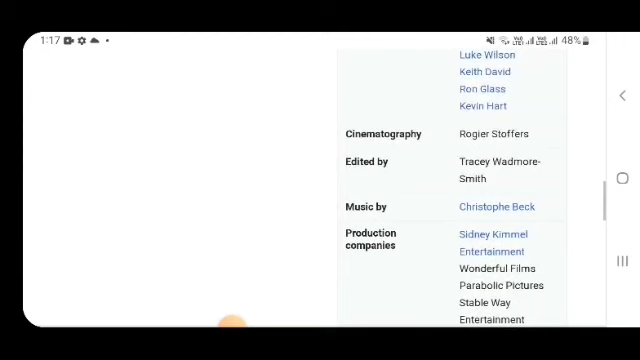 1:17 48%
Luke Wilson
Keith David
Ron Glass
Kevin Hart
Cinematography Rogier Stoffers
Edited by Tracey Wadmore-
Smith
Music by Christophe Beck
Production Sidney Kimmel
companies Entertainment
Wonderful Films
Parabolic Pictures
Stable Way
Entertainment